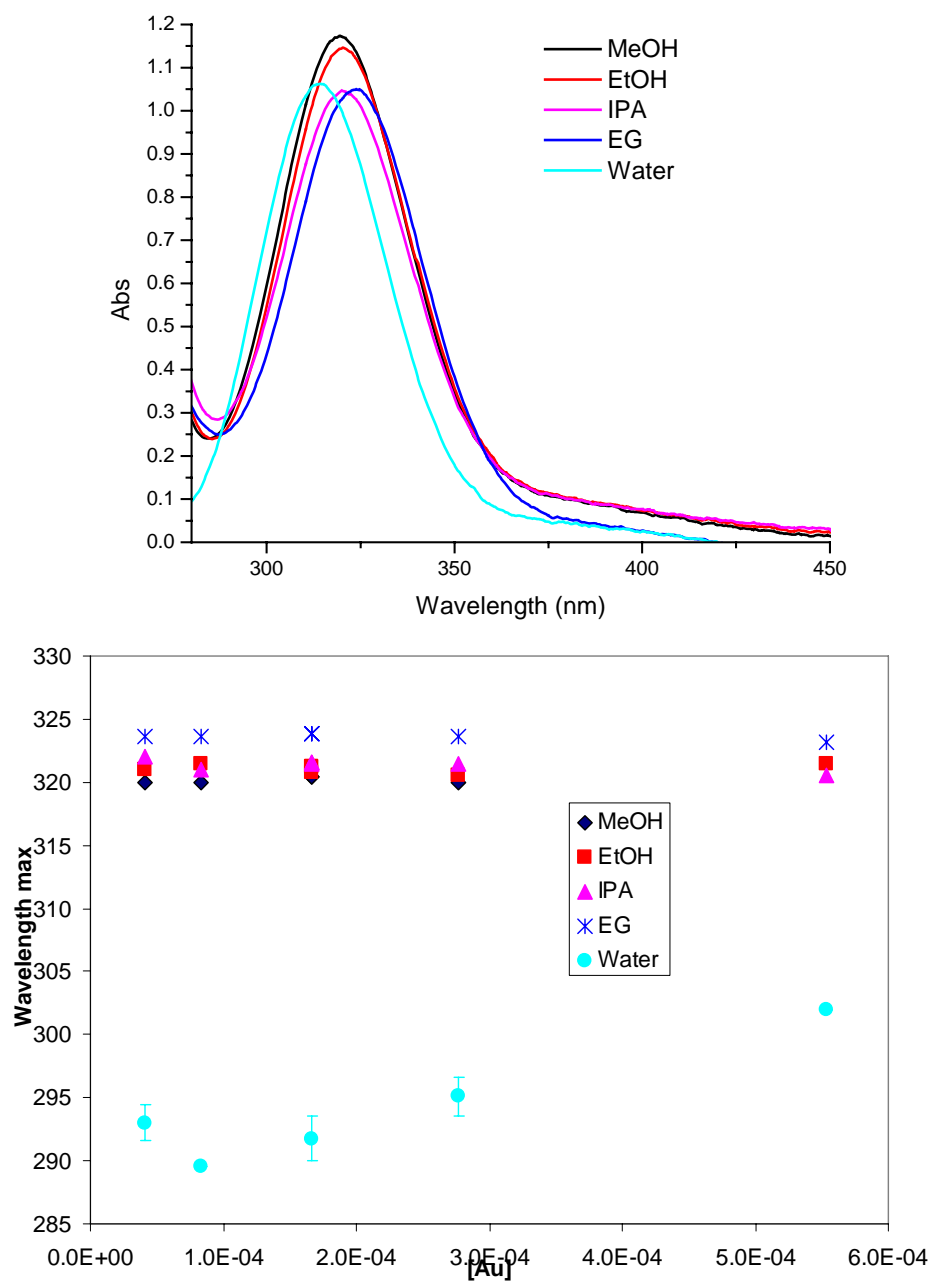 1.2
1.1
1.0
0.9
0.8
0.7
0.6
0.5
0.4
0.3
0.2
0.1
0.0
Abs
MeOH
EtOH
IPA
EG
Water
300 350 400 450
Wavelength (nm)
330
325
320
315
310
305
300
295
290
285
Wavelength max
MeOH
EtOH
IPA
EG
Water
0.0E+00 1.0E-04 2.0E-04 3.0E-04 4.0E-04 5.0E-04 6.0E-04
[Au]